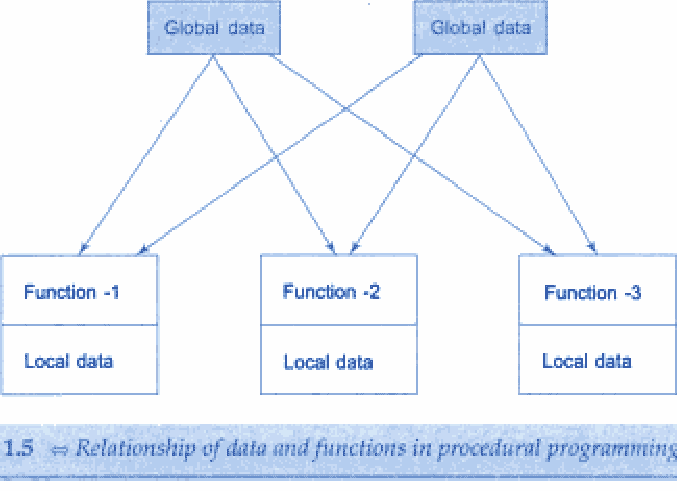 Global data Global data
Function -1 Function -2 Function -3
Local data Local data Local data
1.5 ⇔ Relationship of data and functions in procedural programming